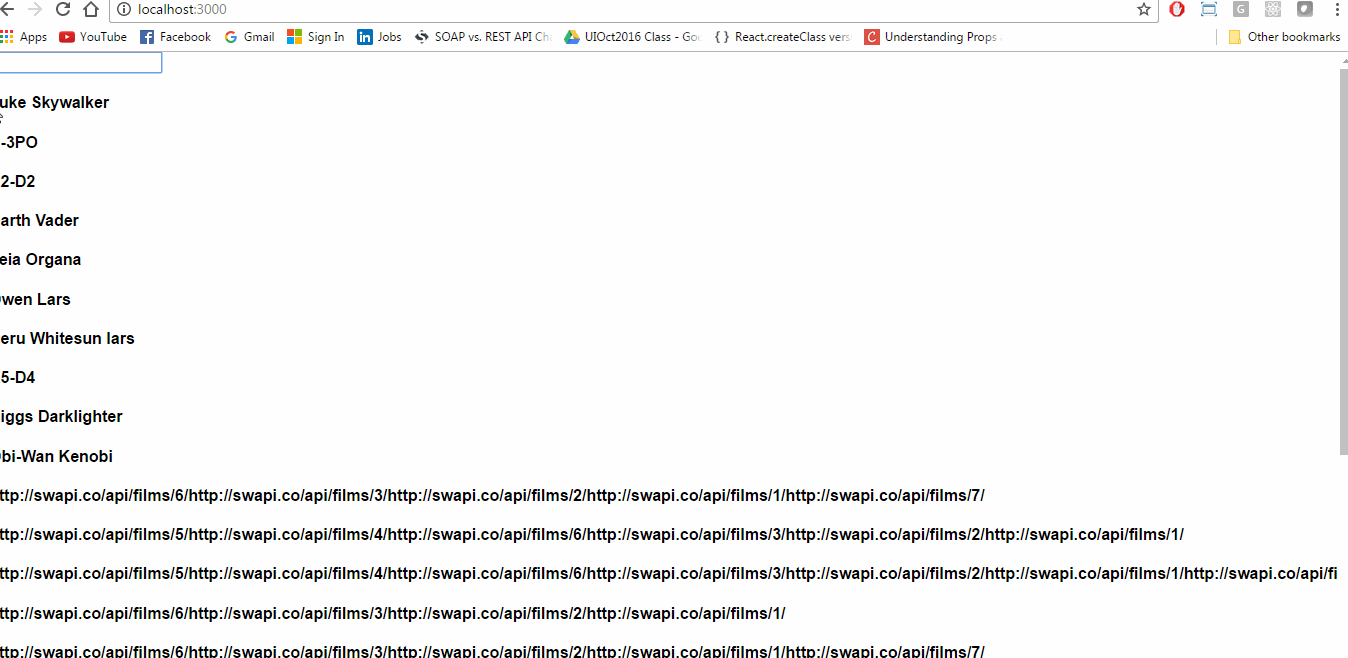 localhost:3000
Apps YouTube Facebook Gmail Sign In Jobs SOAP vs. REST API Ch UIOct2016 Class - Go { } React.createClass vers Understanding Props Other bookmarks
uke Skywalker
-3PO
2-D2
arth Vader
eia Organa
wen Lars
eru Whitesun lars
5-D4
iggs Darklighter
bi-Wan Kenobi
ttp://swapi.co/api/films/6/http://swapi.co/api/films/3/http://swapi.co/api/films/2/http://swapi.co/api/films/1/http://swapi.co/api/films/7/
ttp://swapi.co/api/films/5/http://swapi.co/api/films/4/http://swapi.co/api/films/6/http://swapi.co/api/films/3/http://swapi.co/api/films/2/http://swapi.co/api/films/1/
ttp://swapi.co/api/films/5/http://swapi.co/api/films/4/http://swapi.co/api/films/6/http://swapi.co/api/films/3/http://swapi.co/api/films/2/http://swapi.co/api/films/1/http://swapi.co/api/fi
ttp://swapi.co/api/films/6/http://swapi.co/api/films/3/http://swapi.co/api/films/2/http://swapi.co/api/films/1/
ttp://swapi.co/api/films/6/http://swapi.co/api/films/3/http://swapi.co/api/films/2/http://swapi.co/api/films/1/http://swapi.co/api/films/7/